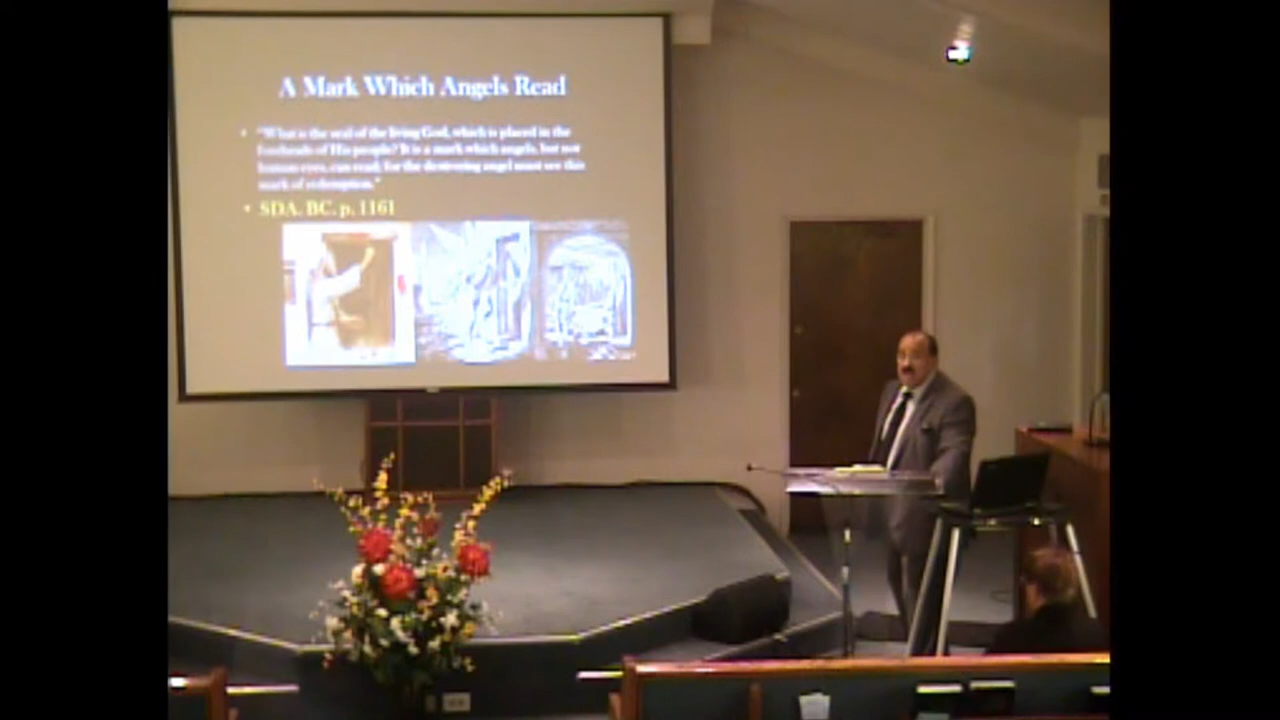 A Mark Which Angels Read
• "What is the seal of the living God, which is placed in the
foreheads of His people? It is a mark which angels, but not
human eyes, can read; for the destroying angel must see this
mark of redemption."
• SDA. BC. p. 1161